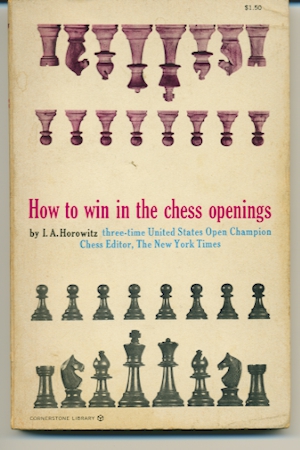 $1.50
How to win in the chess openings
by I. A. Horowitz three-time United States Open Champion
Chess Editor, The New York Times
CORNERSTONE LIBRARY